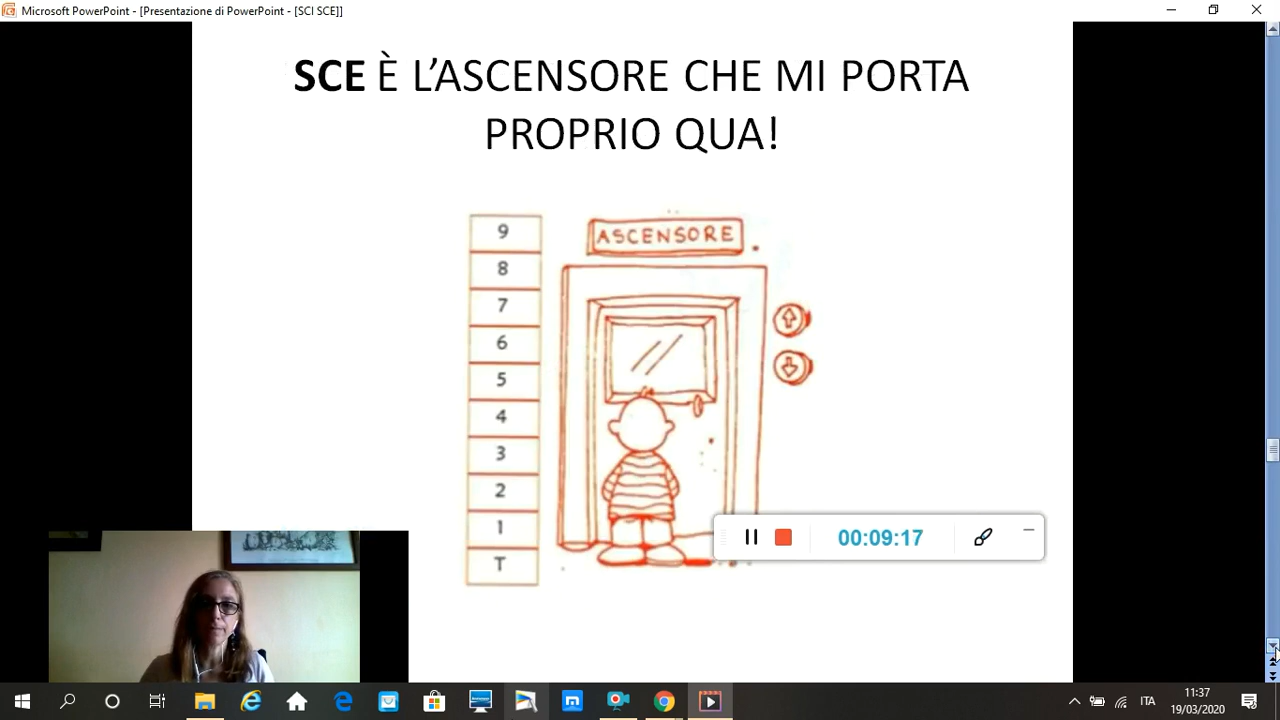 Microsoft PowerPoint - [Presentazione di PowerPoint - [SCI SCE]]
SCE È L'ASCENSORE CHE MI PORTA
PROPRIO QUA!
9
ASCENSORE
8
7
6
5
4
3
2
1
T
00:09:17
ITA
11:37
19/03/2020